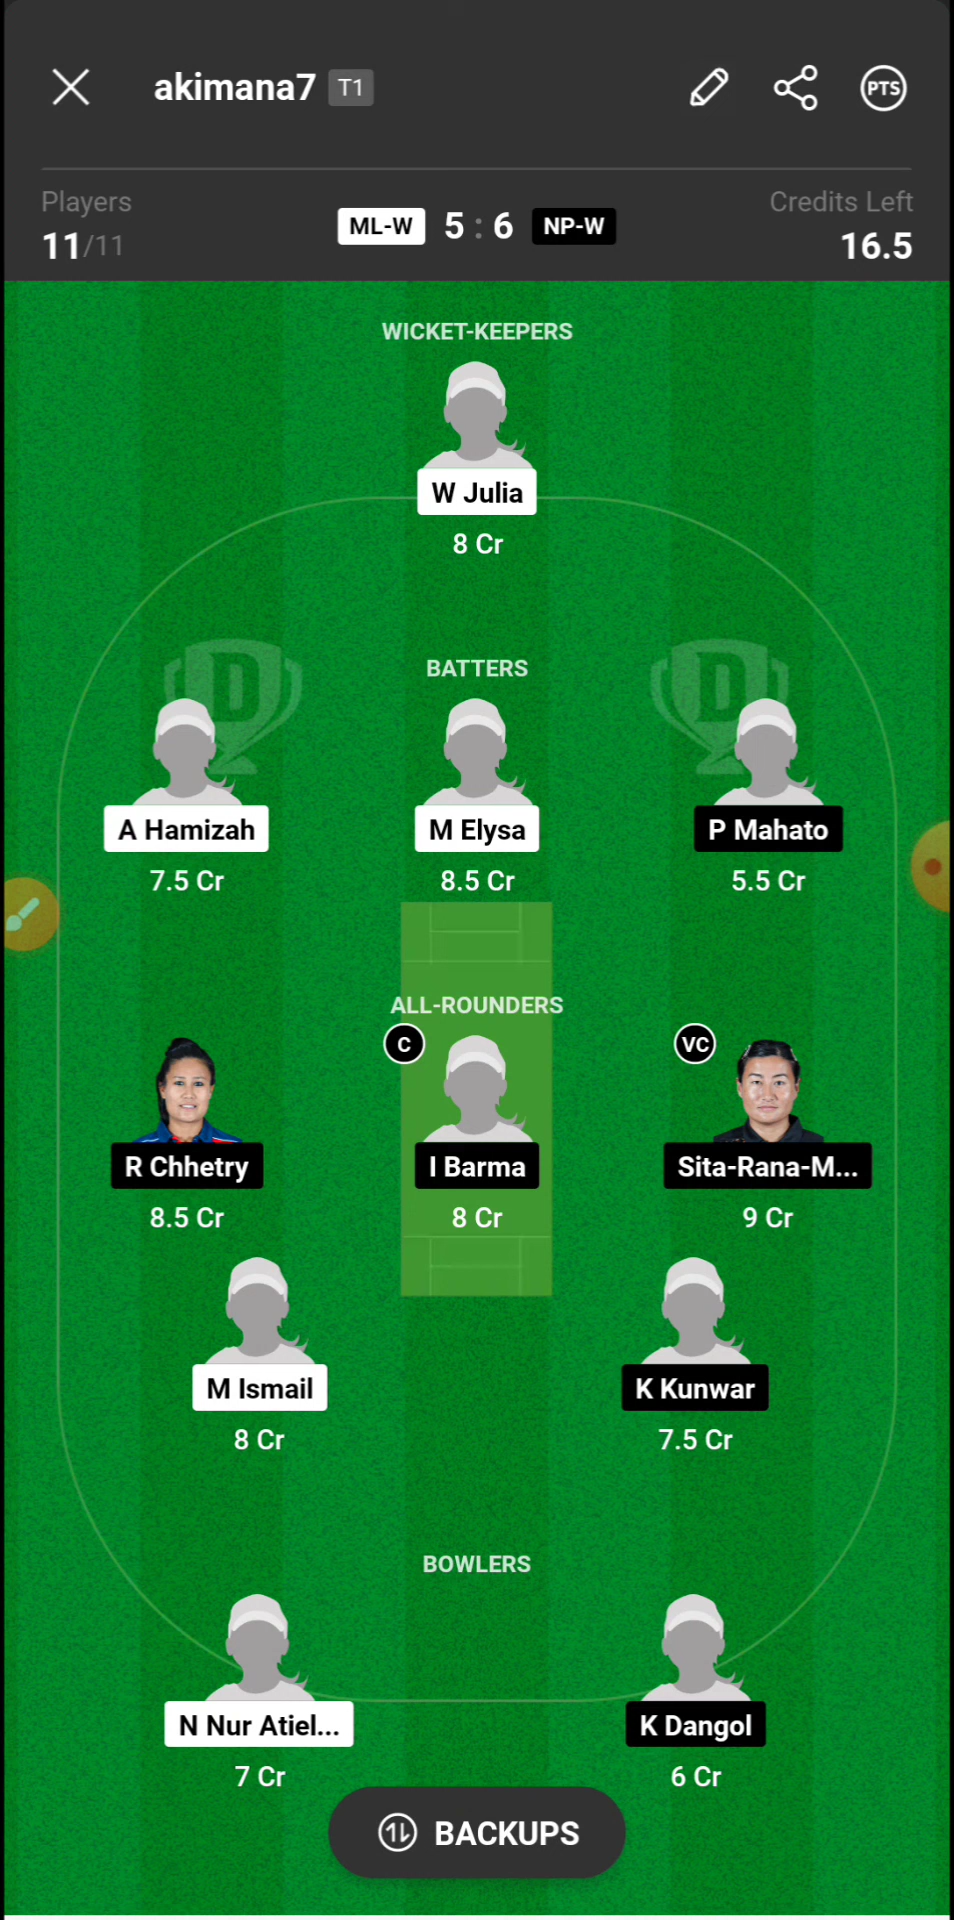 akimana7 T1 PTS
Players Credits Left
11/11 ML-W 5 : 6 NP-W 16.5
WICKET-KEEPERS
W Julia
8 Cr
BATTERS
A Hamizah M Elysa P Mahato
7.5 Cr 8.5 Cr 5.5 Cr
ALL-ROUNDERS
C VC
R Chhetry I Barma Sita-Rana-M...
8.5 Cr 8 Cr 9 Cr
M Ismail K Kunwar
8 Cr 7.5 Cr
BOWLERS
N Nur Atiel... K Dangol
7 Cr 6 Cr
BACKUPS